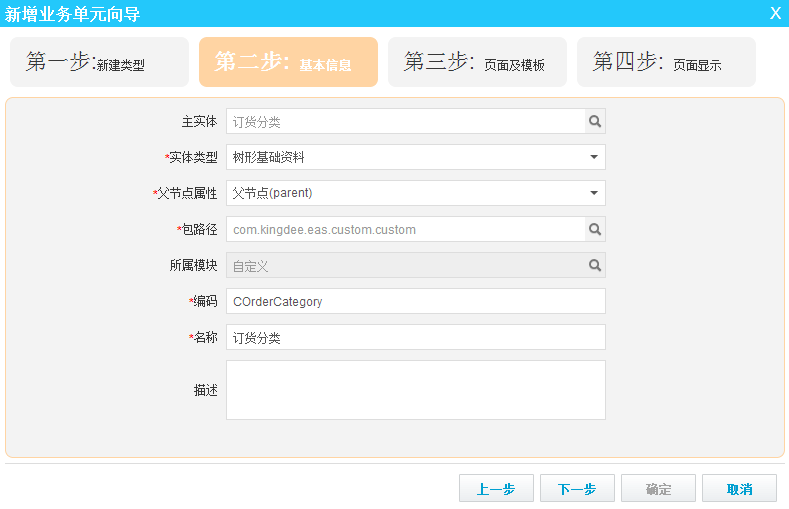 新增业务单元向导 X
第一步:新建类型 第二步: 基本信息 第三步: 页面及模板 第四步: 页面显示
主实体 订货分类
*实体类型 树形基础资料
*父节点属性 父节点(parent)
*包路径 com.kingdee.eas.custom.custom
所属模块 自定义
*编码 COrderCategory
*名称 订货分类
描述
上一步 下一步 确定 取消